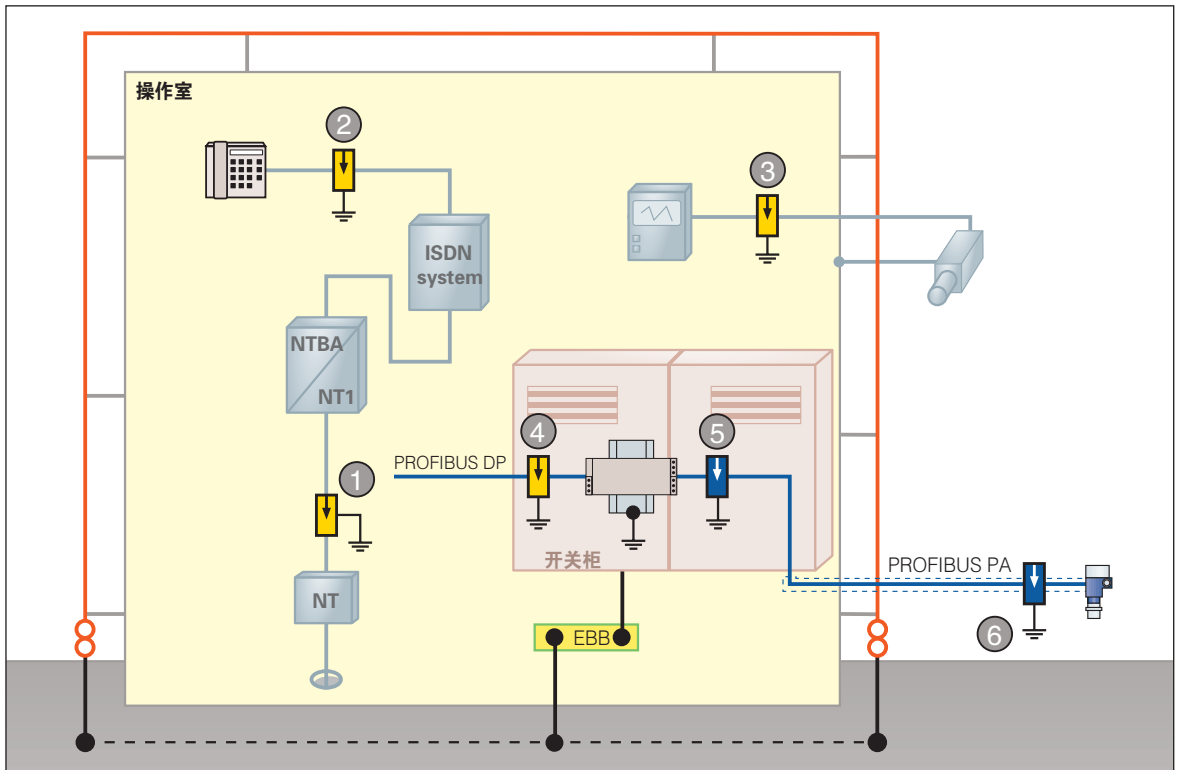 操作室
2
3
ISDN
system
NTBA
NT1
4
5
PROFIBUS DP
1
开关柜
PROFIBUS PA
NT
EBB
6